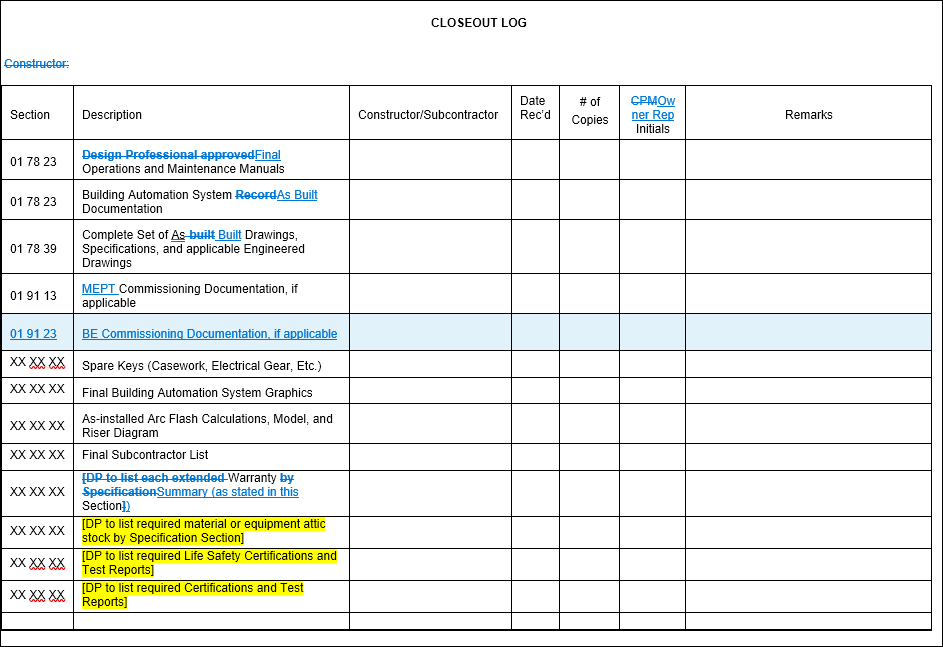 CLOSEOUT LOG
Constructor:
Section Description Constructor/Subcontractor Date Rec'd # of Copies CPMOwner Rep Initials Remarks
01 78 23 Design Professional approvedFinal
Operations and Maintenance Manuals
01 78 23 Building Automation System RecordAs Built
Documentation
01 78 39 Complete Set of As-built Built Drawings,
Specifications, and applicable Engineered
Drawings
01 91 13 MEPT Commissioning Documentation, if
applicable
01 91 23 BE Commissioning Documentation, if applicable
XX XX XX Spare Keys (Casework, Electrical Gear, Etc.)
XX XX XX Final Building Automation System Graphics
XX XX XX As-installed Arc Flash Calculations, Model, and
Riser Diagram
XX XX XX Final Subcontractor List
XX XX XX [DP to list each extended Warranty by
SpecificationSummary (as stated in this
Section])
XX XX XX [DP to list required material or equipment attic
stock by Specification Section]
XX XX XX [DP to list required Life Safety Certifications and
Test Reports]
XX XX XX [DP to list required Certifications and Test
Reports]